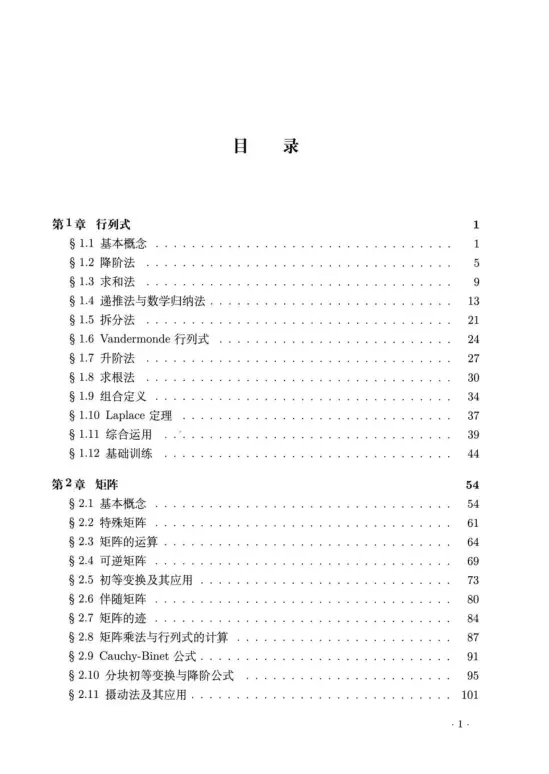 目 录
第1章 行列式 1
§ 1.1 基本概念 . . . . . . . . . . . . . . . . . . . . . . . . . . . . . . . . . 1
§ 1.2 降阶法 . . . . . . . . . . . . . . . . . . . . . . . . . . . . . . . . . . 5
§ 1.3 求和法 . . . . . . . . . . . . . . . . . . . . . . . . . . . . . . . . . . 9
§ 1.4 递推法与数学归纳法 . . . . . . . . . . . . . . . . . . . . . . . . . . . 13
§ 1.5 拆分法 . . . . . . . . . . . . . . . . . . . . . . . . . . . . . . . . . . 21
§ 1.6 Vandermonde 行列式 . . . . . . . . . . . . . . . . . . . . . . . . . . . 24
§ 1.7 升阶法 . . . . . . . . . . . . . . . . . . . . . . . . . . . . . . . . . . 27
§ 1.8 求根法 . . . . . . . . . . . . . . . . . . . . . . . . . . . . . . . . . . 30
§ 1.9 组合定义 . . . . . . . . . . . . . . . . . . . . . . . . . . . . . . . . . 34
§ 1.10 Laplace 定理 . . . . . . . . . . . . . . . . . . . . . . . . . . . . . . 37
§ 1.11 综合运用 . . . . . . . . . . . . . . . . . . . . . . . . . . . . . . . . 39
§ 1.12 基础训练 . . . . . . . . . . . . . . . . . . . . . . . . . . . . . . . . 44
第2章 矩阵 54
§ 2.1 基本概念 . . . . . . . . . . . . . . . . . . . . . . . . . . . . . . . . . 54
§ 2.2 特殊矩阵 . . . . . . . . . . . . . . . . . . . . . . . . . . . . . . . . . 61
§ 2.3 矩阵的运算 . . . . . . . . . . . . . . . . . . . . . . . . . . . . . . . . 64
§ 2.4 可逆矩阵 . . . . . . . . . . . . . . . . . . . . . . . . . . . . . . . . . 69
§ 2.5 初等变换及其应用 . . . . . . . . . . . . . . . . . . . . . . . . . . . . 73
§ 2.6 伴随矩阵 . . . . . . . . . . . . . . . . . . . . . . . . . . . . . . . . . 80
§ 2.7 矩阵的迹 . . . . . . . . . . . . . . . . . . . . . . . . . . . . . . . . . 84
§ 2.8 矩阵乘法与行列式的计算 . . . . . . . . . . . . . . . . . . . . . . . . . 87
§ 2.9 Cauchy-Binet 公式 . . . . . . . . . . . . . . . . . . . . . . . . . . . . 91
§ 2.10 分块初等变换与降阶公式 . . . . . . . . . . . . . . . . . . . . . . . . 95
§ 2.11 摄动法及其应用 . . . . . . . . . . . . . . . . . . . . . . . . . . . . . 101
· 1 ·